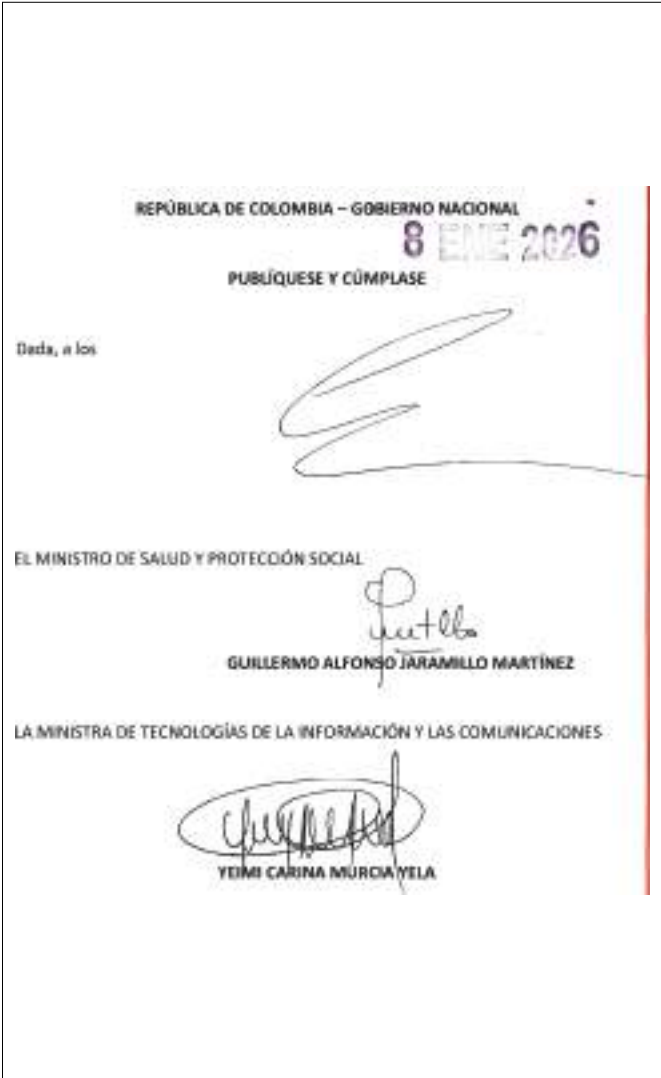 REPÚBLICA DE COLOMBIA – GOBIERNO NACIONAL
8 ENE 2026
PUBLÍQUESE Y CÚMPLASE
Dada, a los
EL MINISTRO DE SALUD Y PROTECCIÓN SOCIAL
GUILLERMO ALFONSO JARAMILLO MARTÍNEZ
LA MINISTRA DE TECNOLOGÍAS DE LA INFORMACIÓN Y LAS COMUNICACIONES
YEIMI CARINA MURCIA YELA